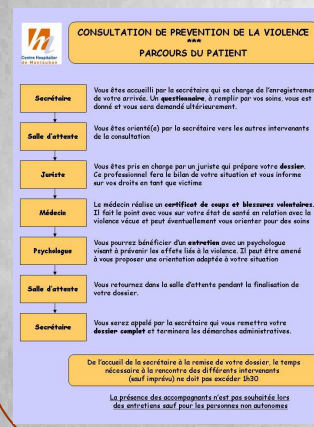 CONSULTATION DE PREVENTION DE LA VIOLENCE
***
PARCOURS DU PATIENT
Centre Hospitalier
de Montauban
Secrétaire
Vous êtes accueilli par la secrétaire qui se charge de l'enregistremen
de votre arrivée. Un questionnaire, à remplir par vos soins, vous est
donné et vous sera demandé ultérieurement.
Salle d'attente
Vous êtes orienté(e) par la secrétaire vers les autres intervenants
de la consultation
Juriste
Vous êtes pris en charge par un juriste qui prépare votre dossier.
Ce professionnel fera le bilan de votre situation et vous informe
sur vos droits en tant que victime
Médecin
Le médecin réalise un certificat de coups et blessures volontaires.
Il fait le point avec vous sur votre état de santé en relation avec la
violence vécue et peut éventuellement vous orienter pour des soins
Psychologue
Vous pourrez bénéficier d'un entretien avec un psychologue
visant à prévenir les effets liés à la violence. Il peut être amené
à vous proposer une orientation adaptée à votre situation
Salle d'attente
Vous retournez dans la salle d'attente pendant la finalisation de
votre dossier.
Secrétaire
Vous serez appelé par la secrétaire qui vous remettra votre
dossier complet et terminera les démarches administratives.
De l'accueil de la secrétaire à la remise de votre dossier, le temps
nécessaire à la rencontre des différents intervenants
(sauf imprévu) ne doit pas excéder 1h30
La présence des accompagnants n'est pas souhaitée lors
des entretiens sauf pour les personnes non autonomes